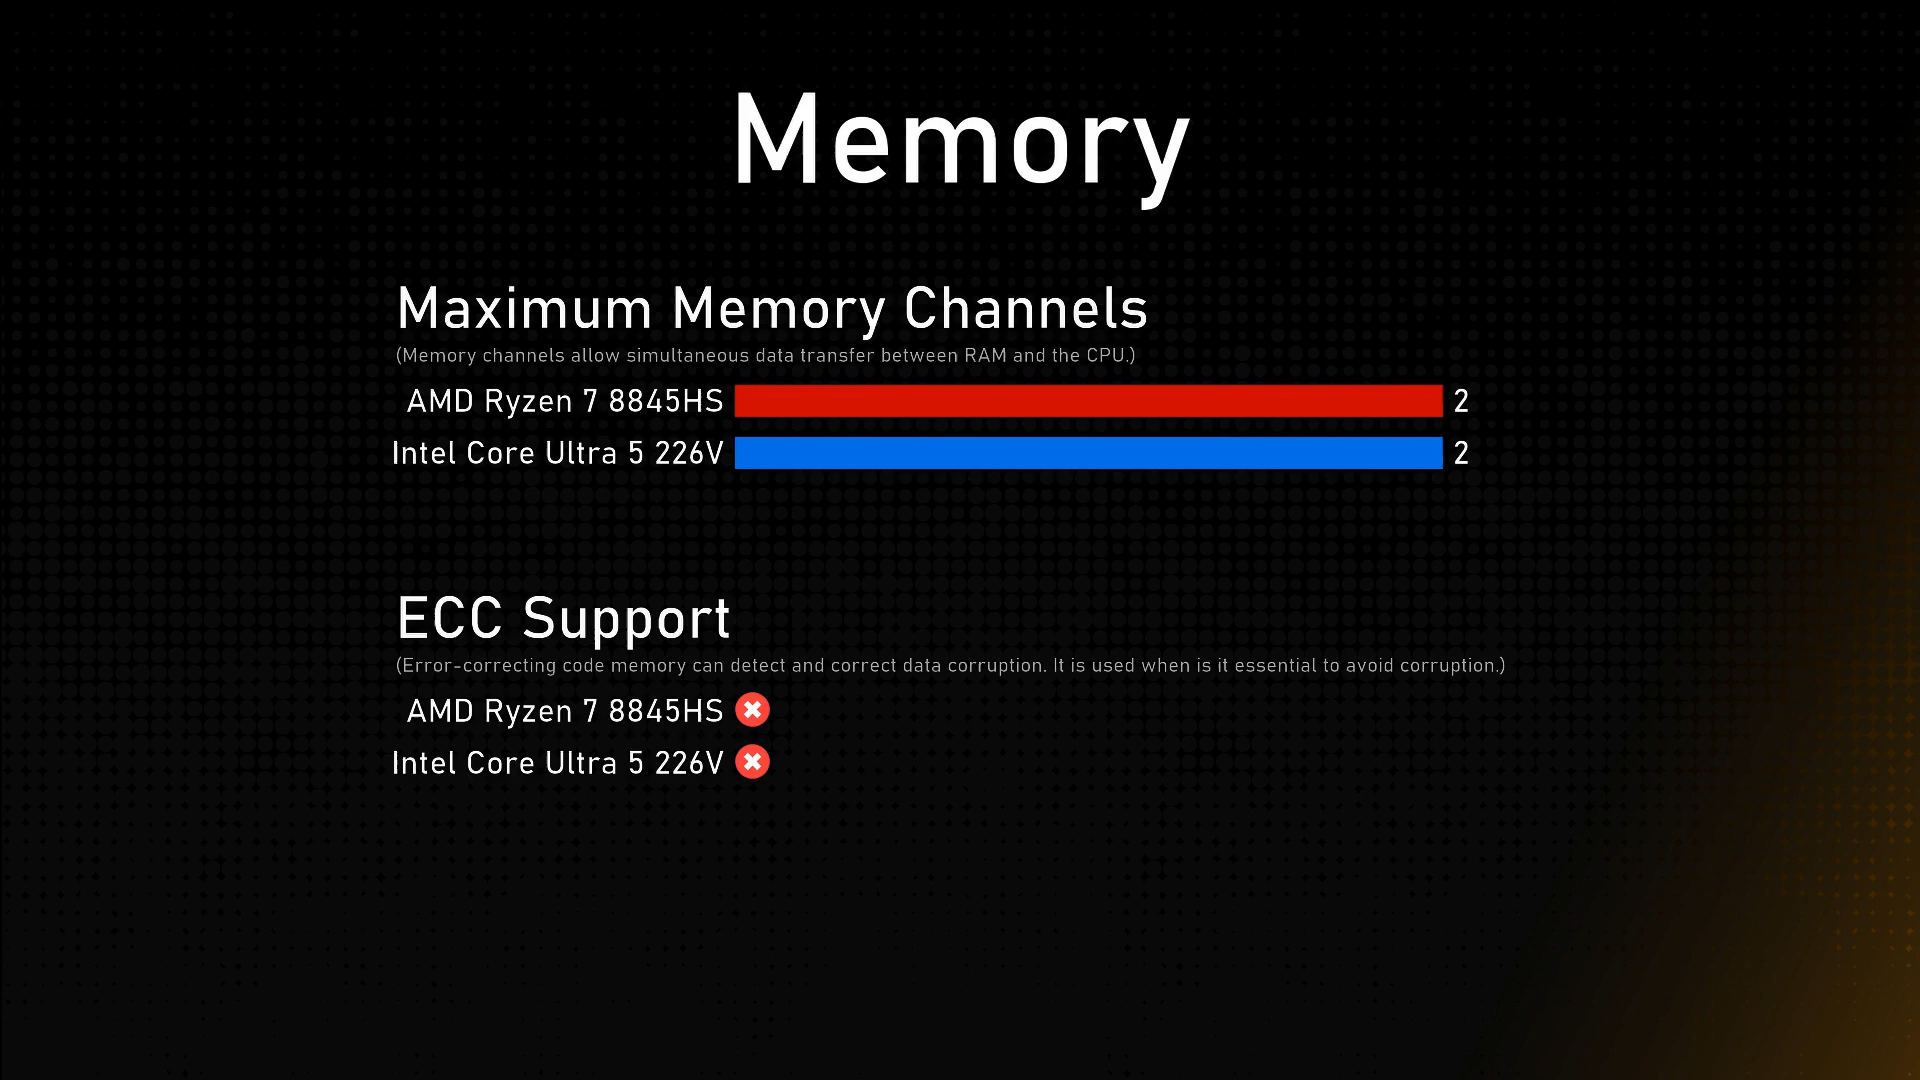 Memory
Maximum Memory Channels
(Memory channels allow simultaneous data transfer between RAM and the CPU.)
AMD Ryzen 7 8845HS 2
Intel Core Ultra 5 226V 2
ECC Support
(Error-correcting code memory can detect and correct data corruption. It is used when is it essential to avoid corruption.)
AMD Ryzen 7 8845HS
Intel Core Ultra 5 226V